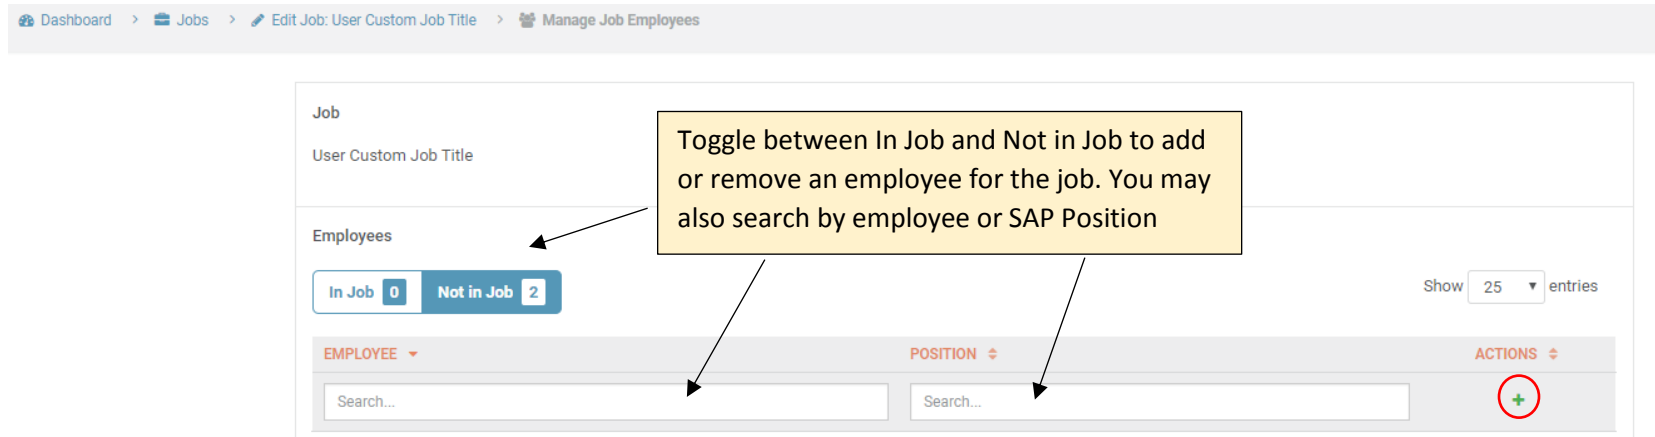 Dashboard > Jobs > Edit Job: User Custom Job Title > Manage Job Employees
Job
User Custom Job Title
Toggle between In Job and Not in Job to add
or remove an employee for the job. You may
also search by employee or SAP Position
Employees
In Job 0 Not in Job 2
Show 25 entries
EMPLOYEE POSITION ACTIONS
Search... Search... +